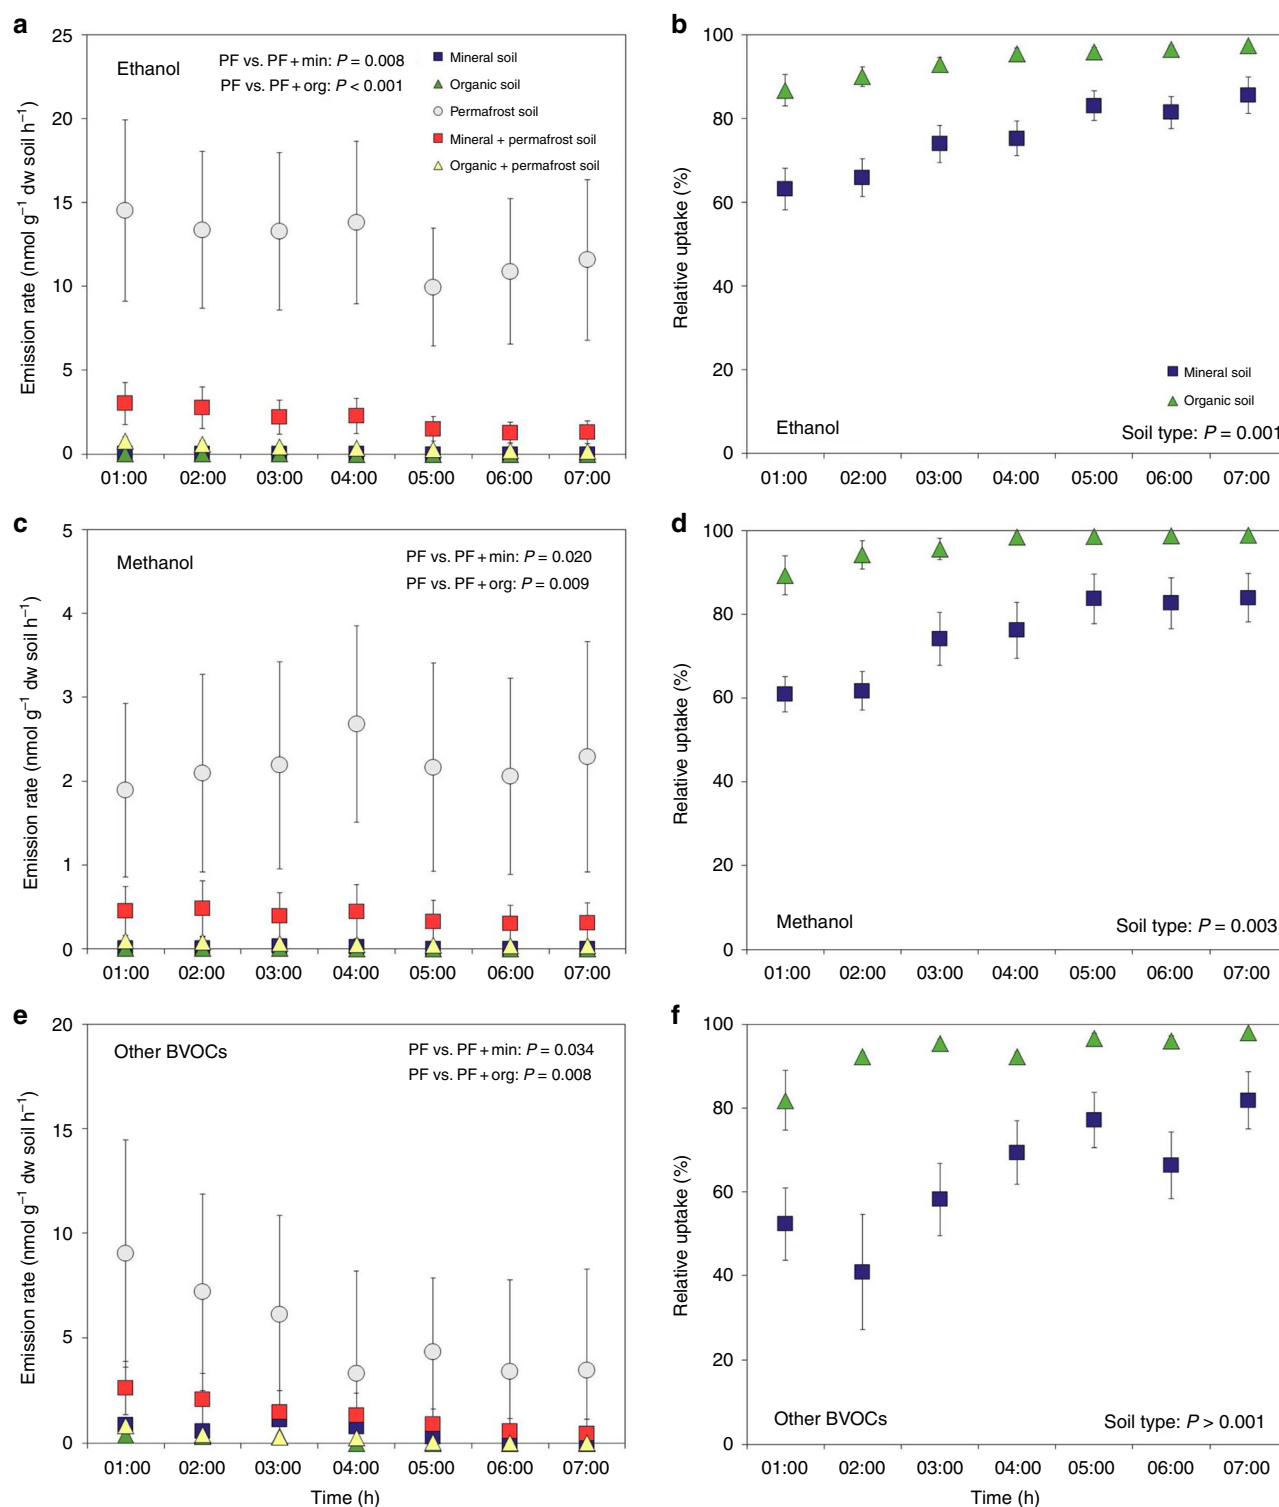 a
Emission rate (nmol g⁻¹ dw soil h⁻¹)
25
20
15
10
5
0
Ethanol
PF vs. PF + min: P = 0.008
PF vs. PF + org: P < 0.001
Mineral soil
Organic soil
Permafrost soil
Mineral + permafrost soil
Organic + permafrost soil
01:00 02:00 03:00 04:00 05:00 06:00 07:00
b
Relative uptake (%)
100
80
60
40
20
0
Mineral soil
Organic soil
Ethanol
Soil type: P = 0.001
01:00 02:00 03:00 04:00 05:00 06:00 07:00
c
Emission rate (nmol g⁻¹ dw soil h⁻¹)
5
4
3
2
1
0
Methanol
PF vs. PF + min: P = 0.020
PF vs. PF + org: P = 0.009
01:00 02:00 03:00 04:00 05:00 06:00 07:00
d
Relative uptake (%)
100
80
60
40
20
0
Methanol
Soil type: P = 0.003
01:00 02:00 03:00 04:00 05:00 06:00 07:00
e
Emission rate (nmol g⁻¹ dw soil h⁻¹)
20
15
10
5
0
Other BVOCs
PF vs. PF + min: P = 0.034
PF vs. PF + org: P = 0.008
01:00 02:00 03:00 04:00 05:00 06:00 07:00
Time (h)
f
Relative uptake (%)
100
80
60
40
20
0
Other BVOCs
Soil type: P > 0.001
01:00 02:00 03:00 04:00 05:00 06:00 07:00
Time (h)